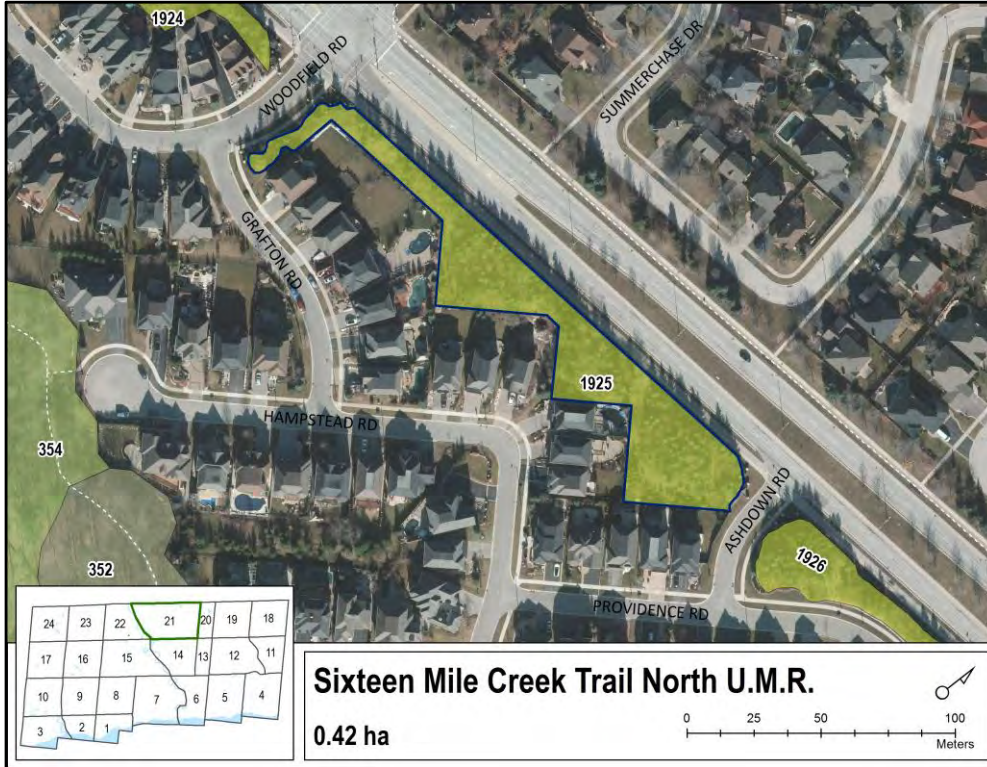 1924
WOODFIELD RD
SUMMERCHASE DR
GRAFTON RD
1925
HAMPSTEAD RD
354
ASHDOWN RD
1926
352
PROVIDENCE RD
24 23 22 21 20 19 18
17 16 15 14 13 12 11
10 9 8 7 6 5 4
3 2 1
Sixteen Mile Creek Trail North U.M.R.
0.42 ha
0 25 50 100
Meters